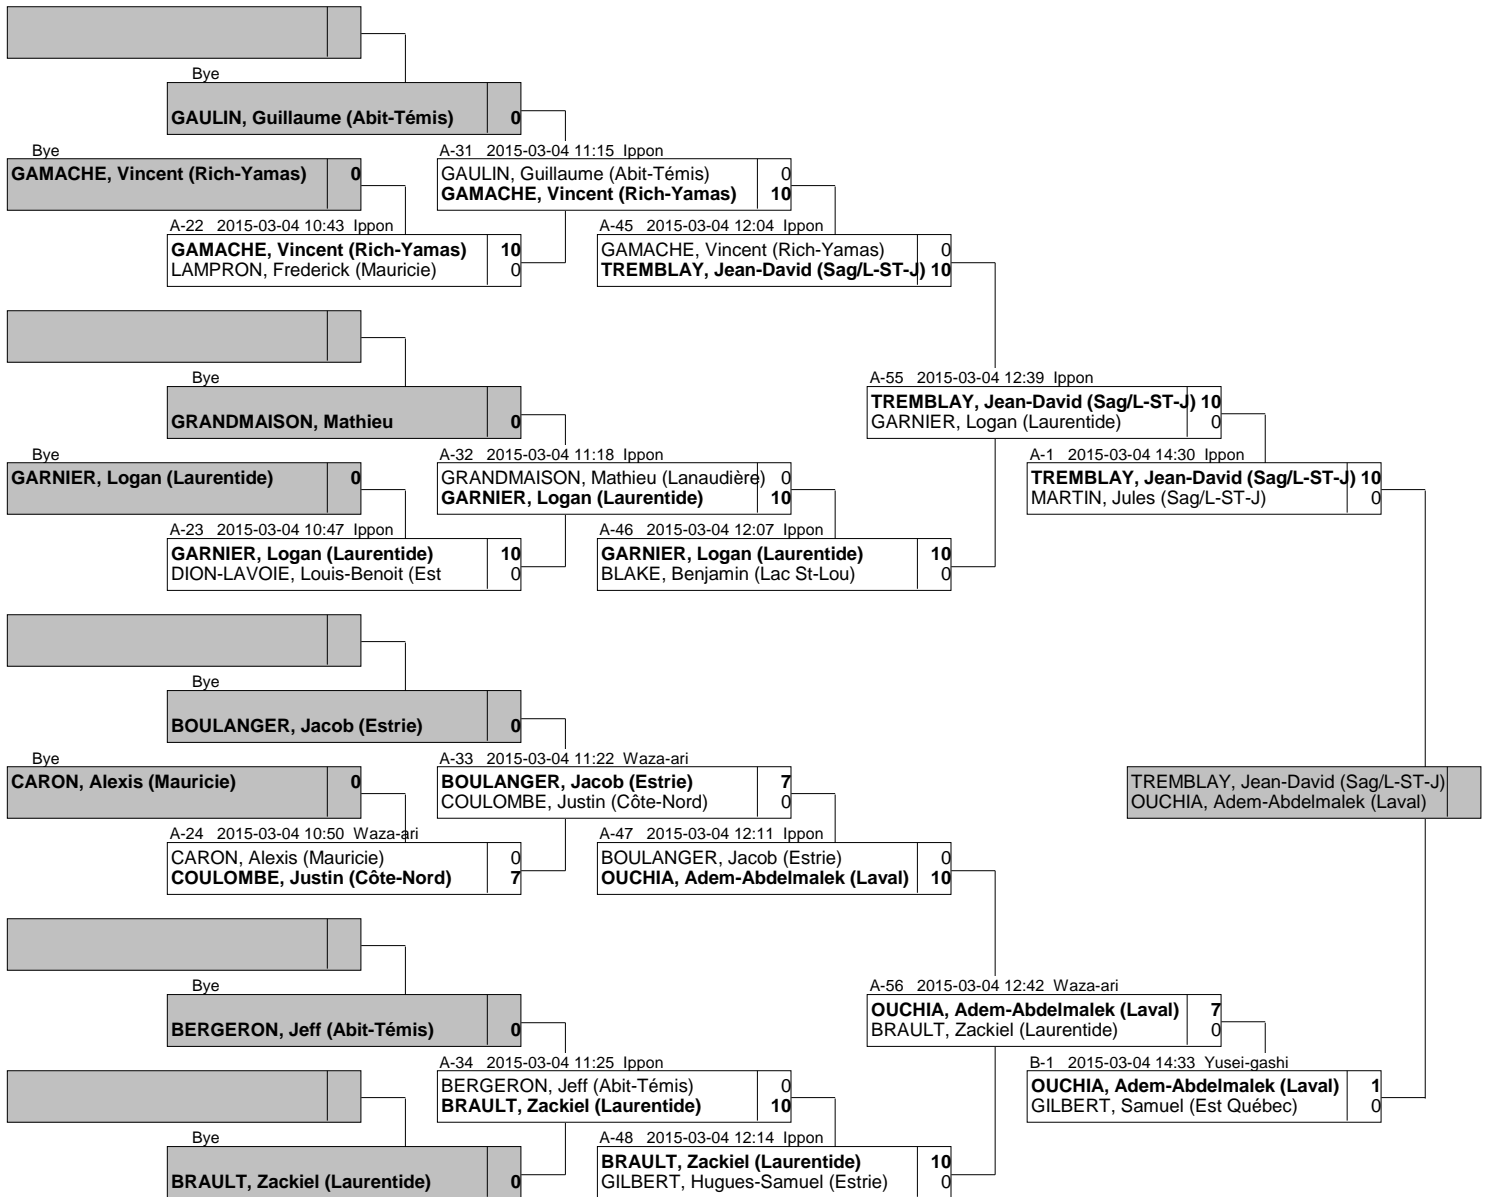 Bye
GAULIN, Guillaume (Abit-Témis) 0
Bye
GAMACHE, Vincent (Rich-Yamas) 0
A-31 2015-03-04 11:15 Ippon
GAULIN, Guillaume (Abit-Témis) 0
GAMACHE, Vincent (Rich-Yamas) 10
A-22 2015-03-04 10:43 Ippon
GAMACHE, Vincent (Rich-Yamas) 10
LAMPRON, Frederick (Mauricie) 0
A-45 2015-03-04 12:04 Ippon
GAMACHE, Vincent (Rich-Yamas) 0
TREMBLAY, Jean-David (Sag/L-ST-J) 10
Bye
GRANDMAISON, Mathieu 0
A-55 2015-03-04 12:39 Ippon
TREMBLAY, Jean-David (Sag/L-ST-J) 10
GARNIER, Logan (Laurentide) 0
Bye
GARNIER, Logan (Laurentide) 0
A-32 2015-03-04 11:18 Ippon
GRANDMAISON, Mathieu (Lanaudière) 0
GARNIER, Logan (Laurentide) 10
A-1 2015-03-04 14:30 Ippon
TREMBLAY, Jean-David (Sag/L-ST-J) 10
MARTIN, Jules (Sag/L-ST-J) 0
A-23 2015-03-04 10:47 Ippon
GARNIER, Logan (Laurentide) 10
DION-LAVOIE, Louis-Benoit (Est 0
A-46 2015-03-04 12:07 Ippon
GARNIER, Logan (Laurentide) 10
BLAKE, Benjamin (Lac St-Lou) 0
Bye
BOULANGER, Jacob (Estrie) 0
Bye
CARON, Alexis (Mauricie) 0
A-33 2015-03-04 11:22 Waza-ari
BOULANGER, Jacob (Estrie) 7
COULOMBE, Justin (Côte-Nord) 0
TREMBLAY, Jean-David (Sag/L-ST-J)
OUCHIA, Adem-Abdelmalek (Laval)
A-24 2015-03-04 10:50 Waza-ari
CARON, Alexis (Mauricie) 0
COULOMBE, Justin (Côte-Nord) 7
A-47 2015-03-04 12:11 Ippon
BOULANGER, Jacob (Estrie) 0
OUCHIA, Adem-Abdelmalek (Laval) 10
Bye
BERGERON, Jeff (Abit-Témis) 0
A-56 2015-03-04 12:42 Waza-ari
OUCHIA, Adem-Abdelmalek (Laval) 7
BRAULT, Zackiel (Laurentide) 0
A-34 2015-03-04 11:25 Ippon
BERGERON, Jeff (Abit-Témis) 0
BRAULT, Zackiel (Laurentide) 10
B-1 2015-03-04 14:33 Yusei-gashi
OUCHIA, Adem-Abdelmalek (Laval) 1
GILBERT, Samuel (Est Québec) 0
Bye
BRAULT, Zackiel (Laurentide) 0
A-48 2015-03-04 12:14 Ippon
BRAULT, Zackiel (Laurentide) 10
GILBERT, Hugues-Samuel (Estrie) 0